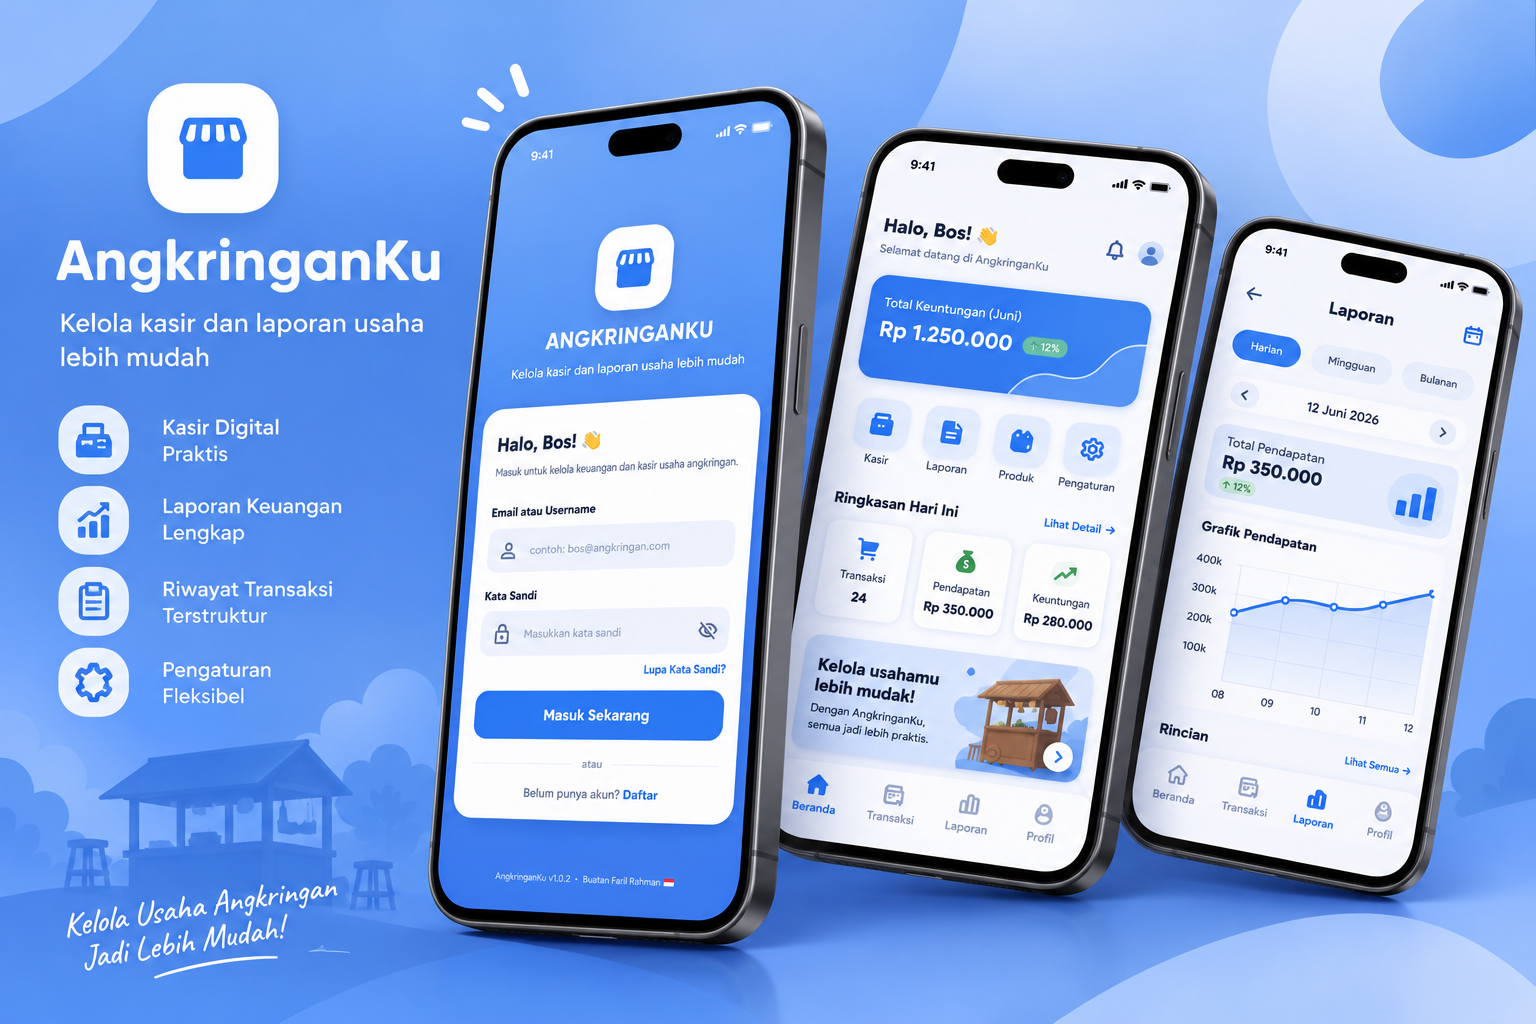 AngkringanKu
Kelola kasir dan laporan usaha
lebih mudah
Kasir Digital
Praktis
Laporan Keuangan
Lengkap
Riwayat Transaksi
Terstruktur
Pengaturan
Fleksibel
Kelola Usaha Angkringan
Jadi Lebih Mudah!
9:41
ANGKRINGANKU
Kelola kasir dan laporan usaha lebih mudah
Halo, Bos! 👋
Masuk untuk kelola keuangan dan kasir usaha angkringan.
Email atau Username
contoh: bos@angkringan.com
Kata Sandi
Masukkan kata sandi
Lupa Kata Sandi?
Masuk Sekarang
atau
Belum punya akun? Daftar
AngkringanKu v1.0.2 • Buatan Faril Rahman 🇮🇩
9:41
Halo, Bos! 👋
Selamat datang di AngkringanKu
Total Keuntungan (Juni)
Rp 1.250.000 ↑ 12%
Kasir Laporan Produk Pengaturan
Ringkasan Hari Ini Lihat Detail →
Transaksi
24
Pendapatan
Rp 350.000
Keuntungan
Rp 280.000
Kelola usahamu
lebih mudak!
Dengan AngkringanKu,
semua jadi lebih praktis.
Beranda Transaksi Laporan Profil
9:41
← Laporan
Harian Mingguan Bulanan
12 Juni 2026
Total Pendapatan
Rp 350.000
↑ 12%
Grafik Pendapatan
400k
300k
200k
100k
08 09 10 11 12
Rincian Lihat Semua →
Beranda Transaksi Laporan Profil